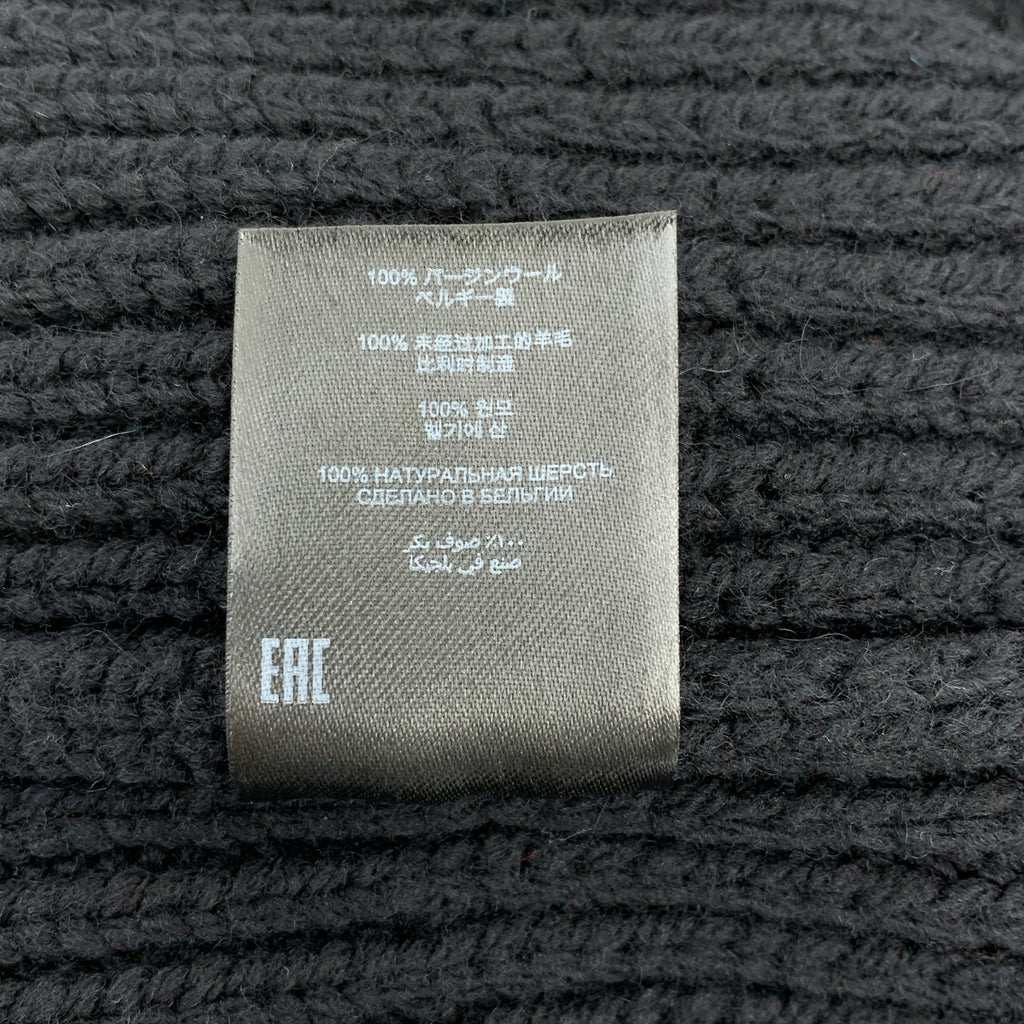 100% バージンウール
ベルギー製
100% 未经过加工的羊毛
比利时制造
100% 천모
벨기에 산
100% НАТУРАЛЬНАЯ ШЕРСТЬ
СДЕЛАНО В БЕЛЬГИИ
١٠٠٪ صوف بكر
صنع في بلجيكا
EAC